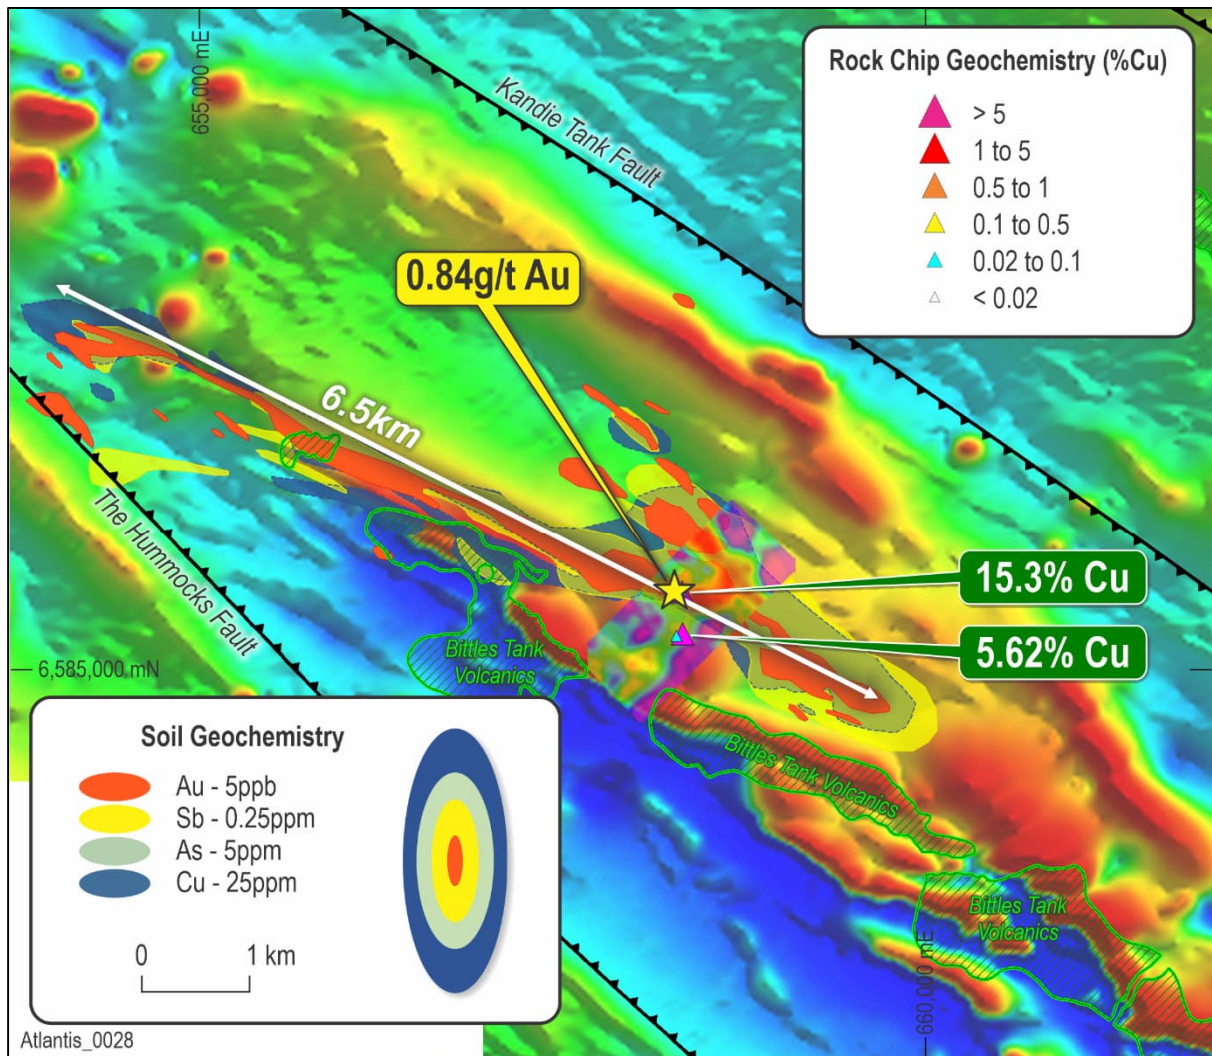 655,000 mE
Kandie Tank Fault
Rock Chip Geochemistry (%Cu)
> 5
1 to 5
0.5 to 1
0.1 to 0.5
0.02 to 0.1
< 0.02
0.84g/t Au
6.5km
The Hummocks Fault
15.3% Cu
5.62% Cu
6,585,000 mN
Bittles Tank
Volcanics
Bittles Tank Volcanics
Bittles Tank
Volcanics
660,000 mE
Soil Geochemistry
Au - 5ppb
Sb - 0.25ppm
As - 5ppm
Cu - 25ppm
0 1 km
Atlantis_0028